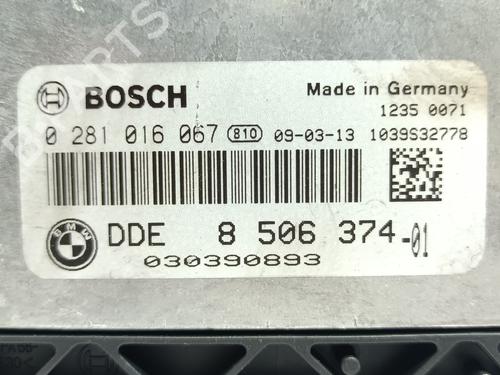 BOSCH
Made in Germany
1235 0071
0 281 016 067 810 09-03-13 1039S32778
BMW DDE 8 506 374-01
030390893